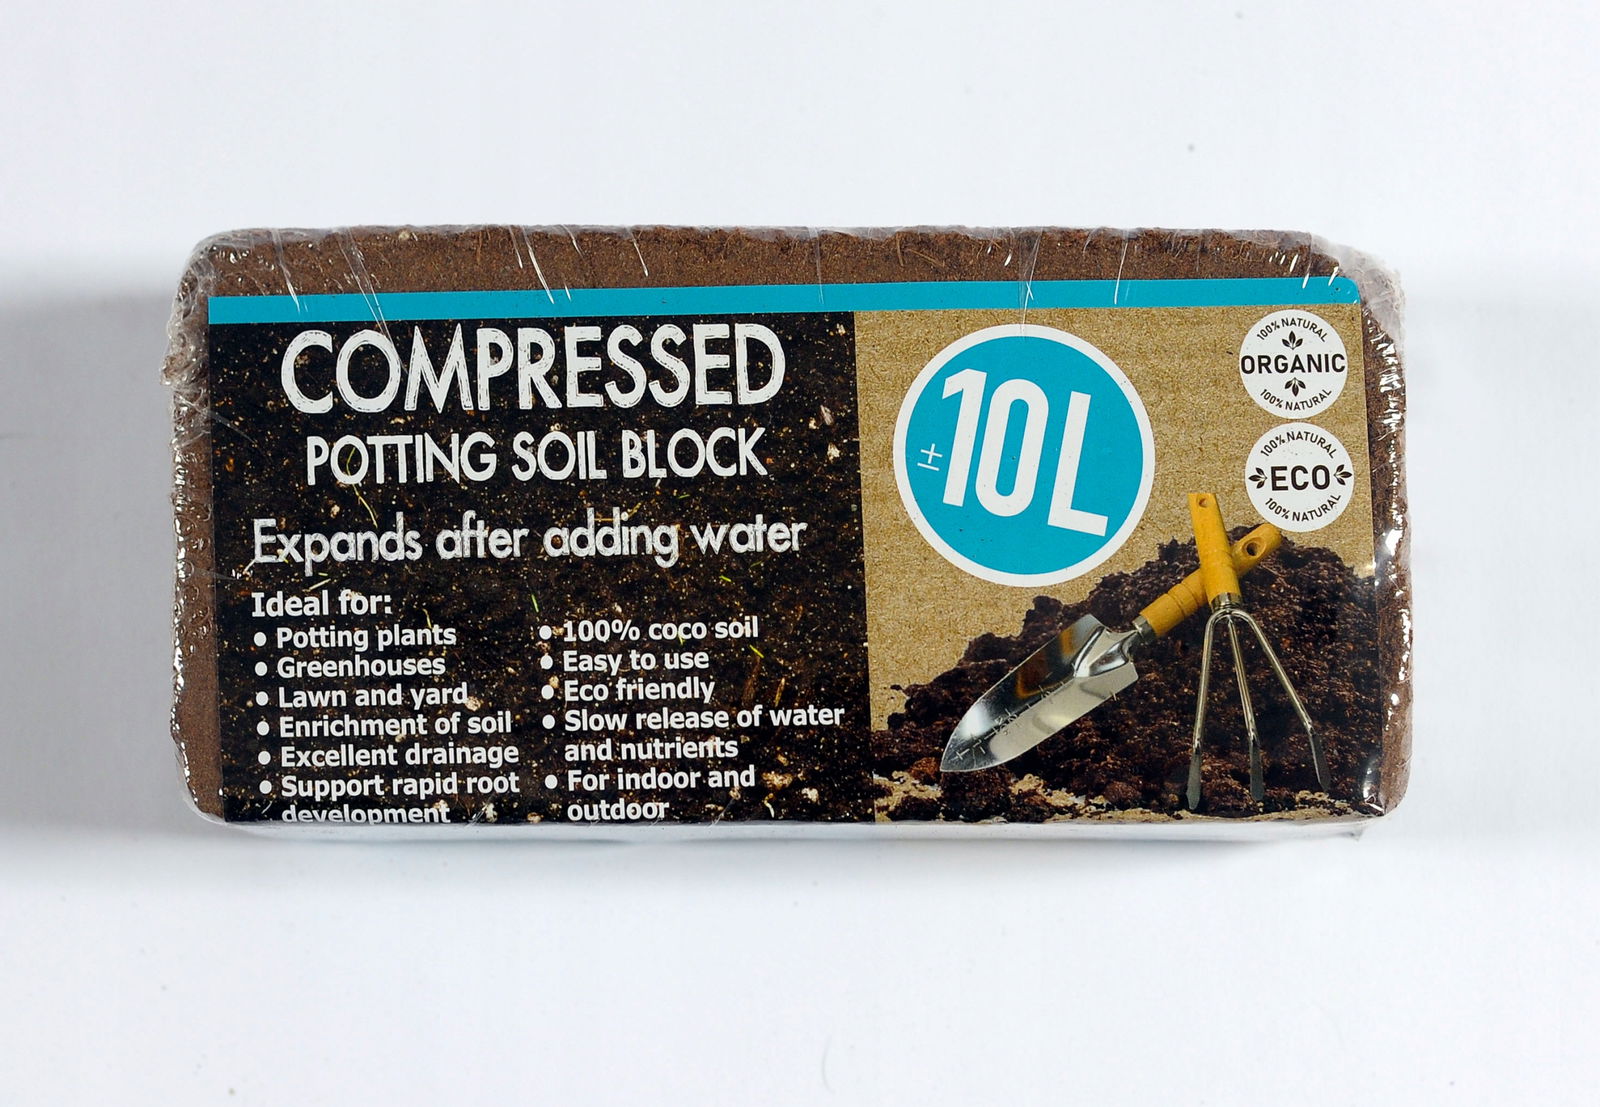 COMPRESSED
POTTING SOIL BLOCK
Expands after adding water
Ideal for:
• Potting plants
• Greenhouses
• Lawn and yard
• Enrichment of soil
• Excellent drainage
• Support rapid root
development
• 100% coco soil
• Easy to use
• Eco friendly
• Slow release of water
and nutrients
• For indoor and
outdoor
±10L
100% NATURAL
ORGANIC
100% NATURAL
100% NATURAL
ECO
100% NATURAL